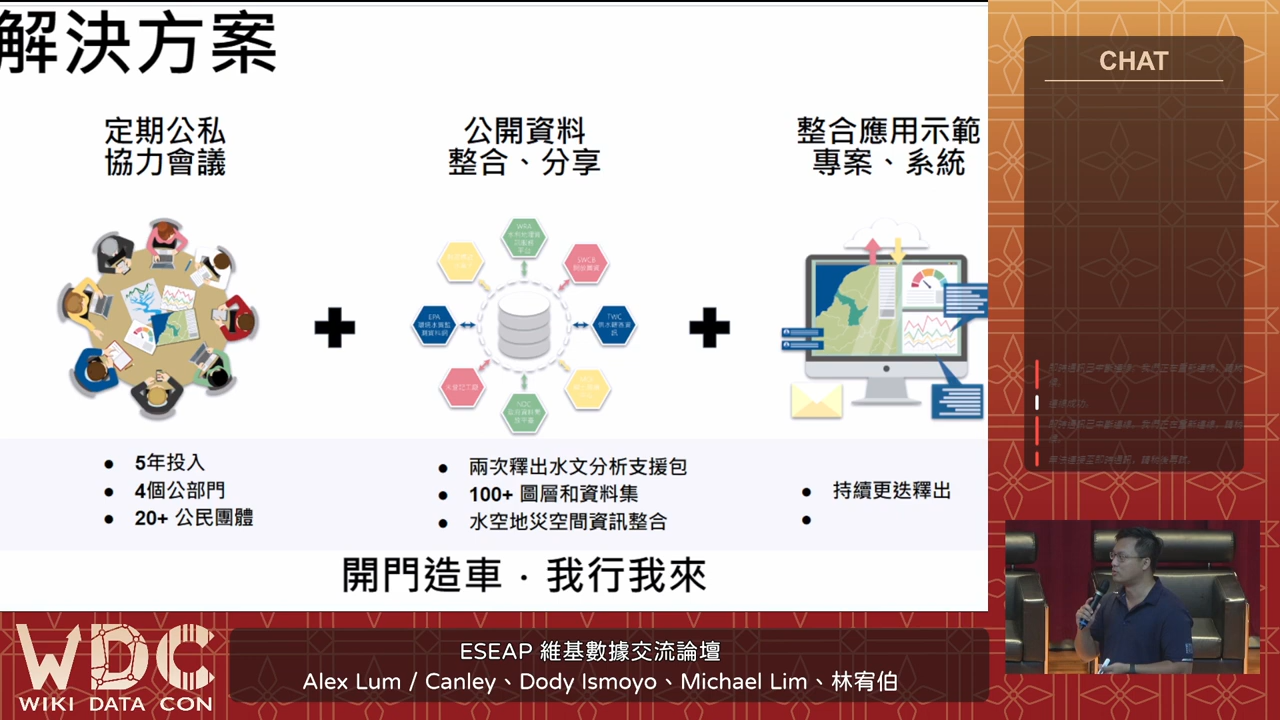 解決方案
定期公私
協力會議
公開資料
整合、分享
整合應用示範
專案、系統
EPA
TWC
● 5年投入
● 4個公部門
● 20+ 公民團體
● 兩次釋出水文分析支援包
● 100+ 圖層和資料集
● 水空地災空間資訊整合
● 持續更迭釋出
●
開門造車．我行我來
CHAT
連線成功。
WDC
WIKI DATA CON
ESEAP 維基數據交流論壇
Alex Lum / Canley、Dody Ismoyo、Michael Lim、林宥伯